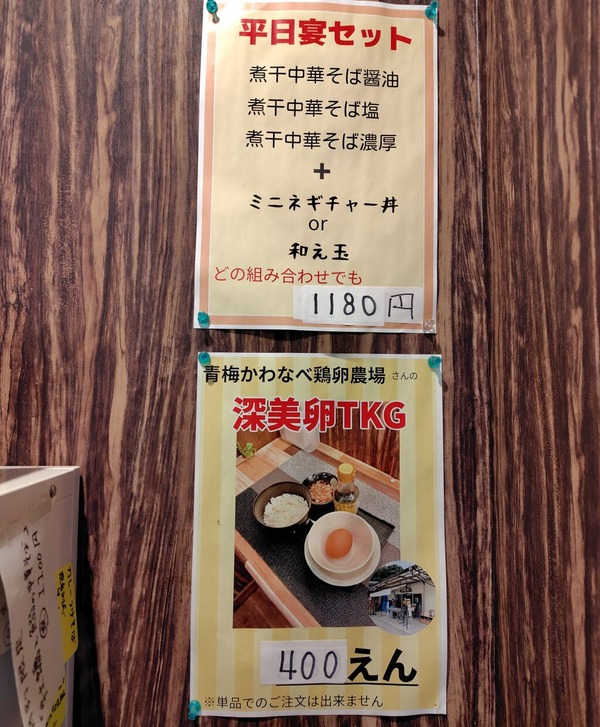 平日宴セット
煮干中華そば醤油
煮干中華そば塩
煮干中華そば濃厚
+
ミニネギチャー丼
or
和え玉
どの組み合わせでも
1180円
青梅かわなべ鶏卵農場 さんの
深美卵TKG
400えん
※単品でのご注文は出来ません